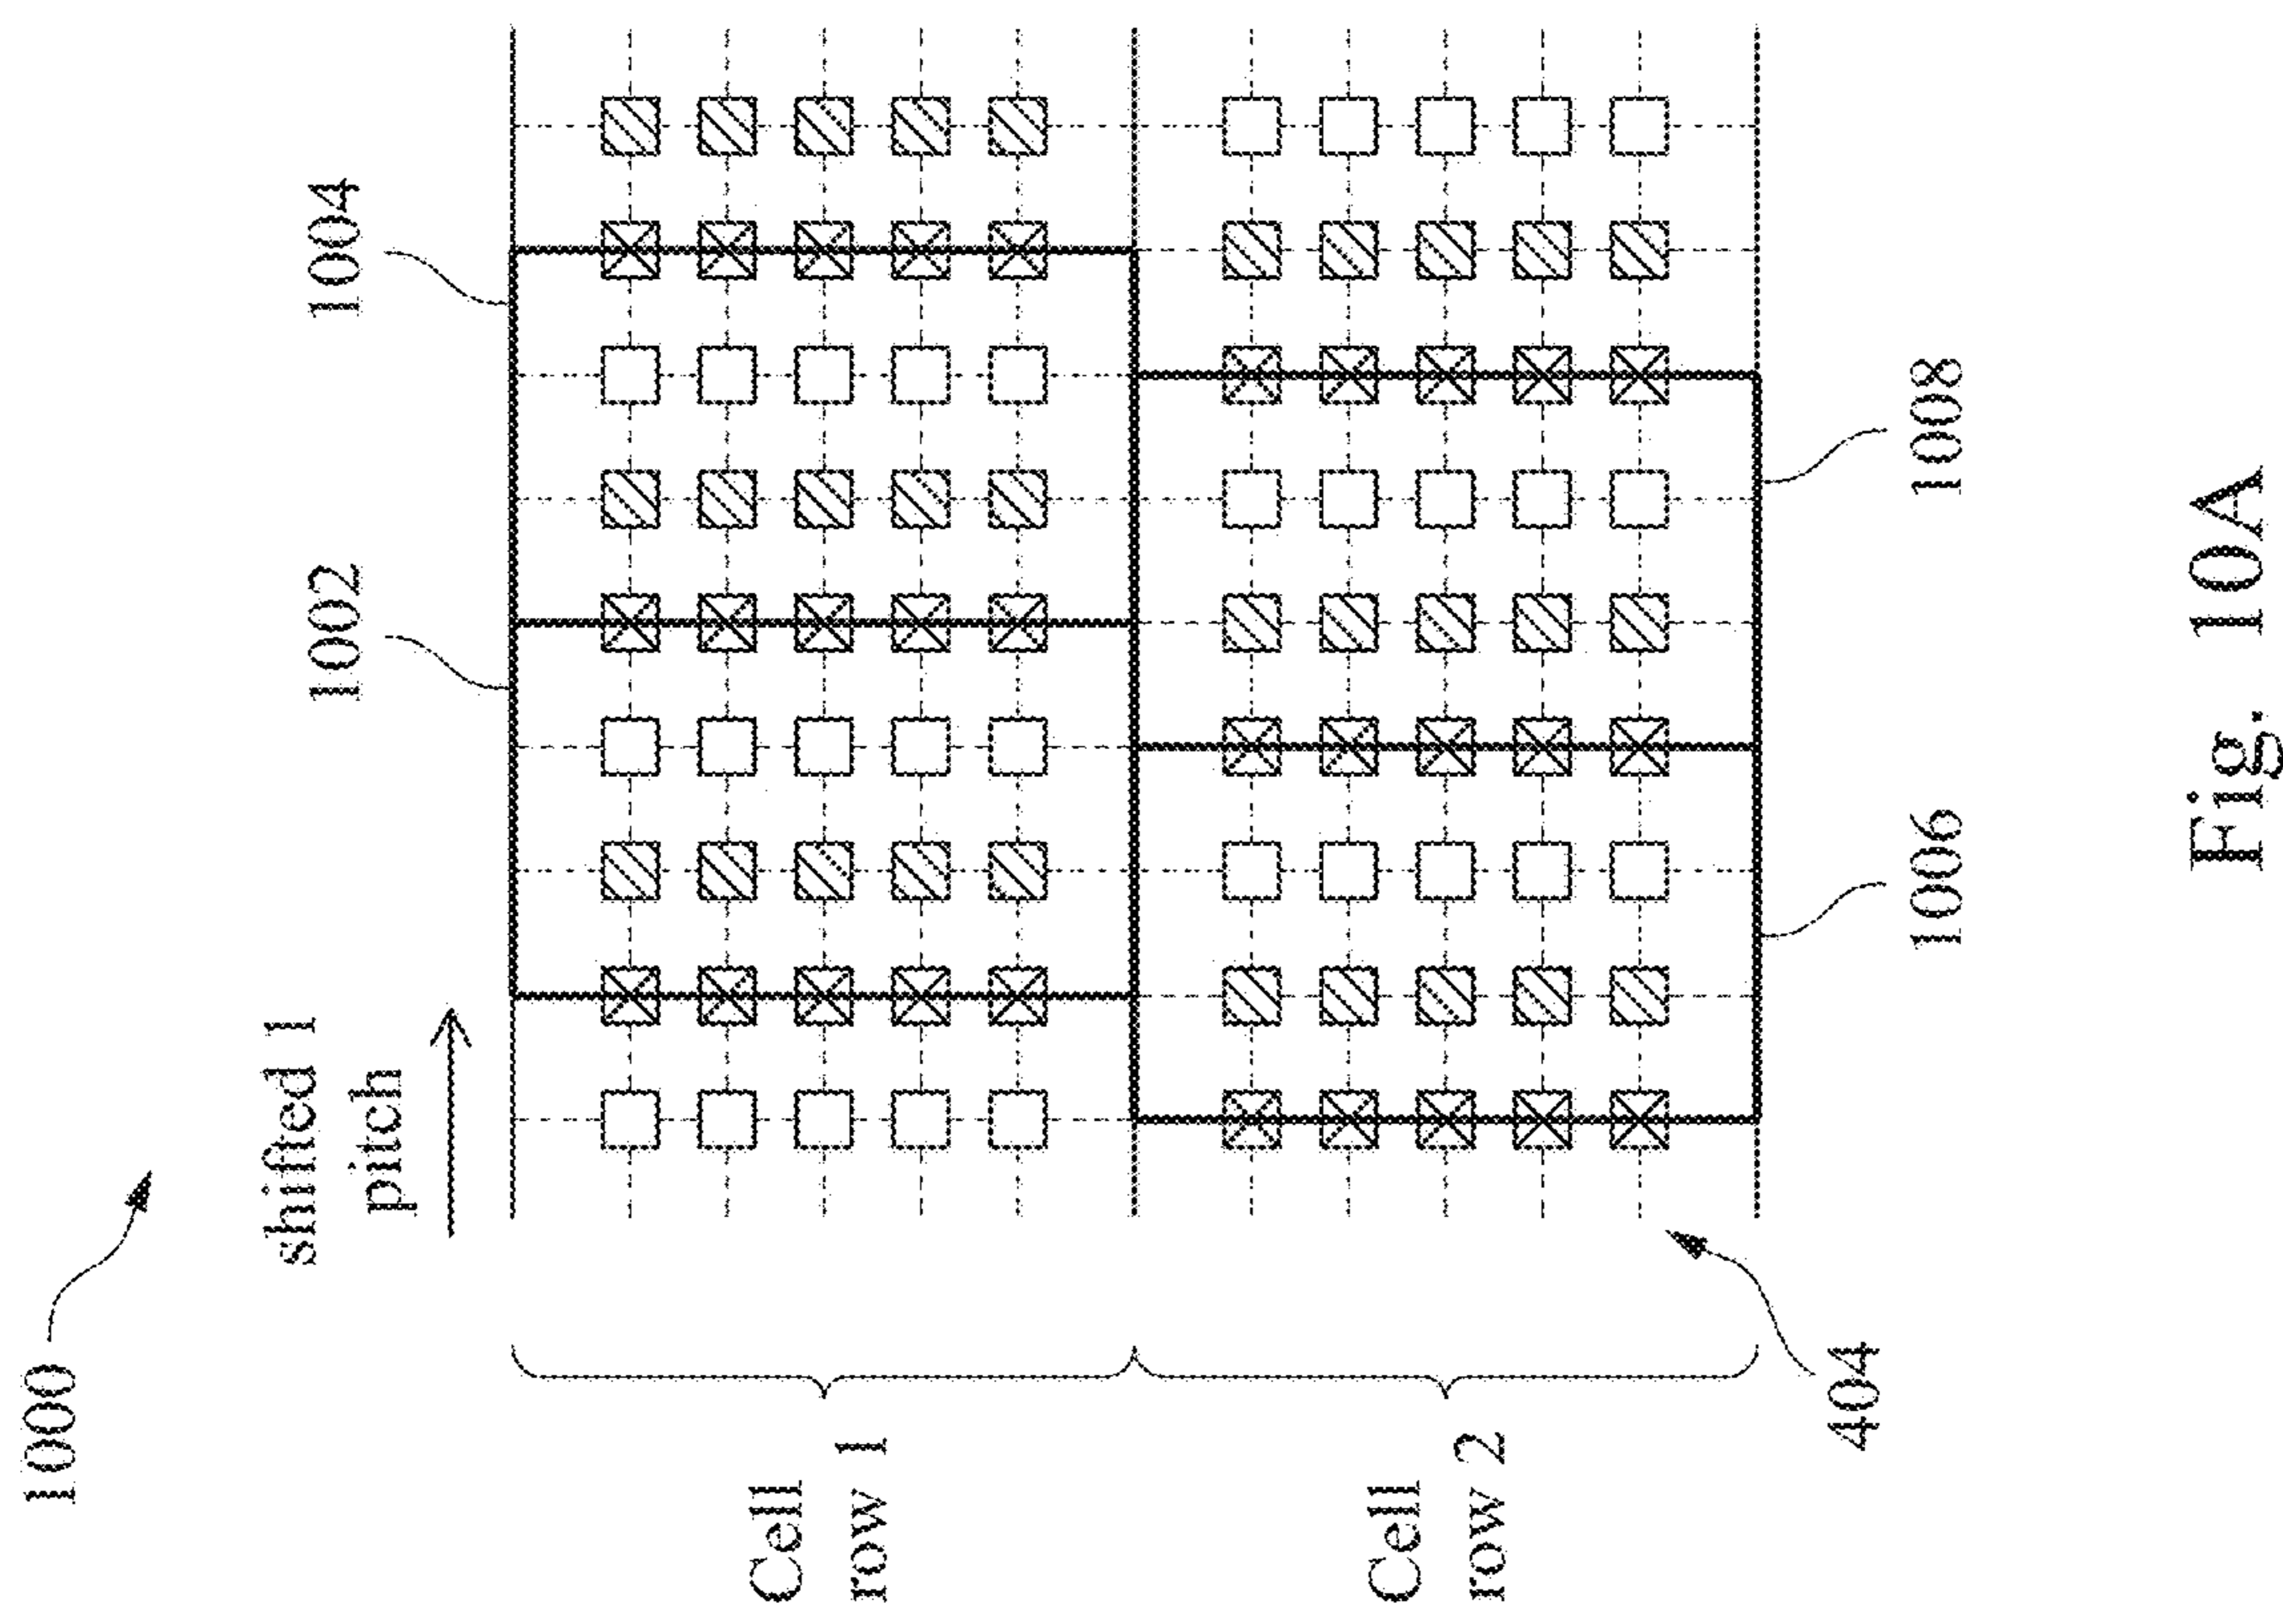 1000
shifted 1
pitch
1002
1004
Cell
row 1
Cell
row 2
404
1006
1008
Fig. 10A